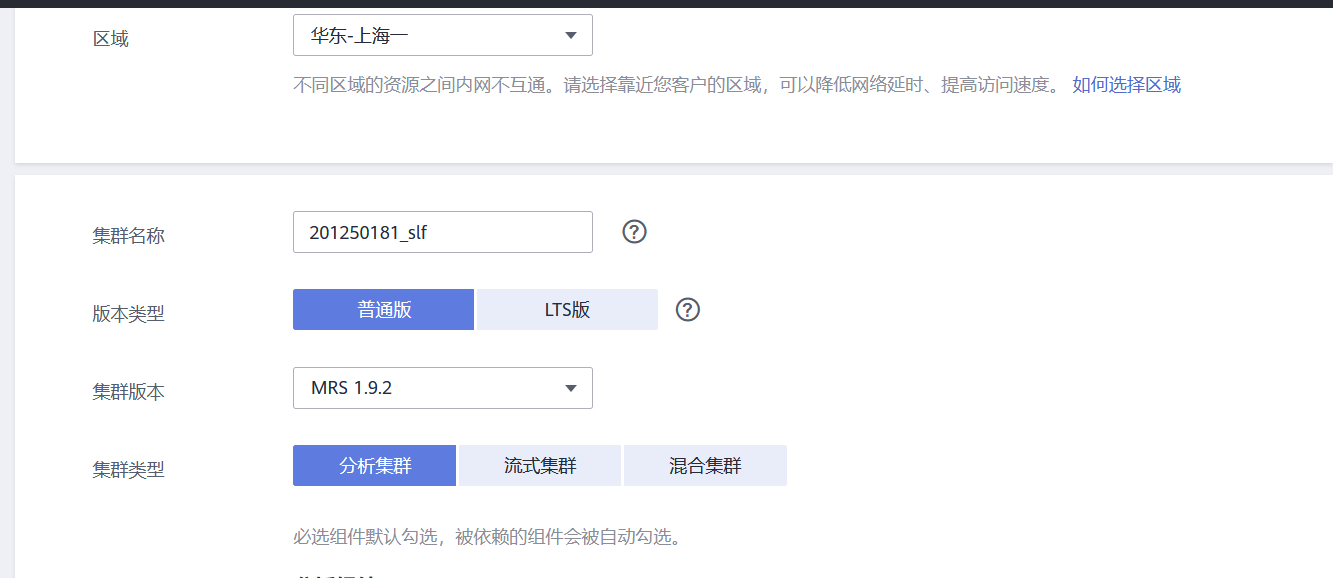 区域
华东-上海一
不同区域的资源之间内网不互通。请选择靠近您客户的区域，可以降低网络延时、提高访问速度。 如何选择区域
集群名称
201250181_slf
版本类型
普通版 LTS版
集群版本
MRS 1.9.2
集群类型
分析集群 流式集群 混合集群
必选组件默认勾选，被依赖的组件会被自动勾选。